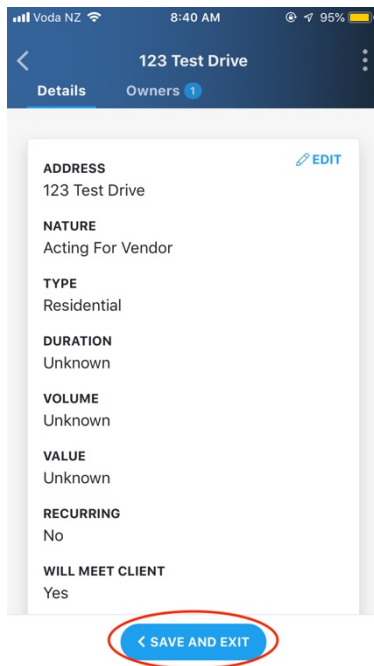 Voda NZ 8:40 AM 95%
123 Test Drive
Details Owners 1
EDIT
ADDRESS
123 Test Drive
NATURE
Acting For Vendor
TYPE
Residential
DURATION
Unknown
VOLUME
Unknown
VALUE
Unknown
RECURRING
No
WILL MEET CLIENT
Yes
SAVE AND EXIT